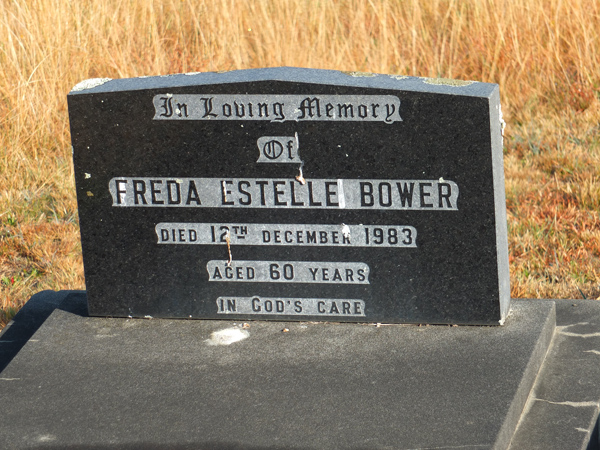 In Loving Memory
Of
FREDA ESTELLE BOWER
DIED 12TH DECEMBER 1983
AGED 60 YEARS
IN GOD'S CARE